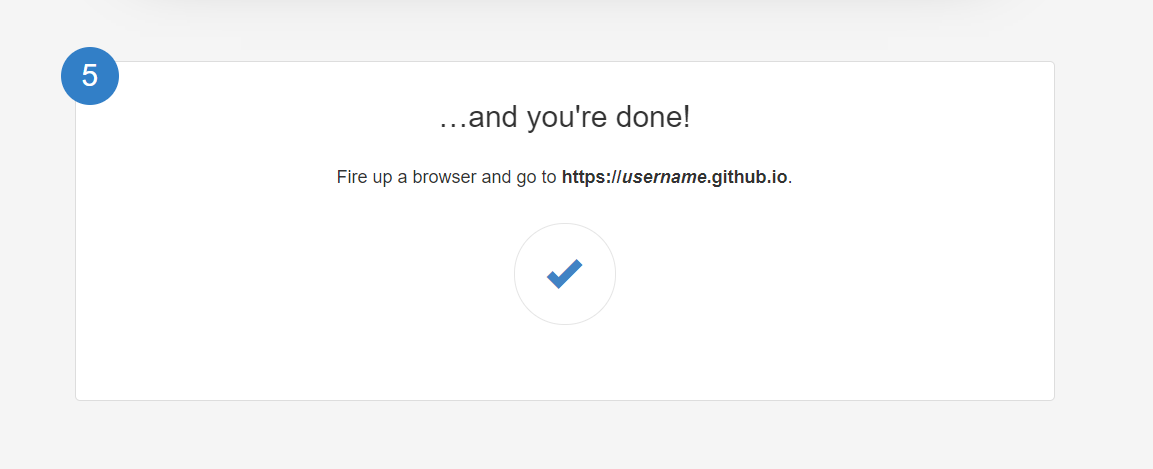 5
…and you're done!
Fire up a browser and go to https://username.github.io.